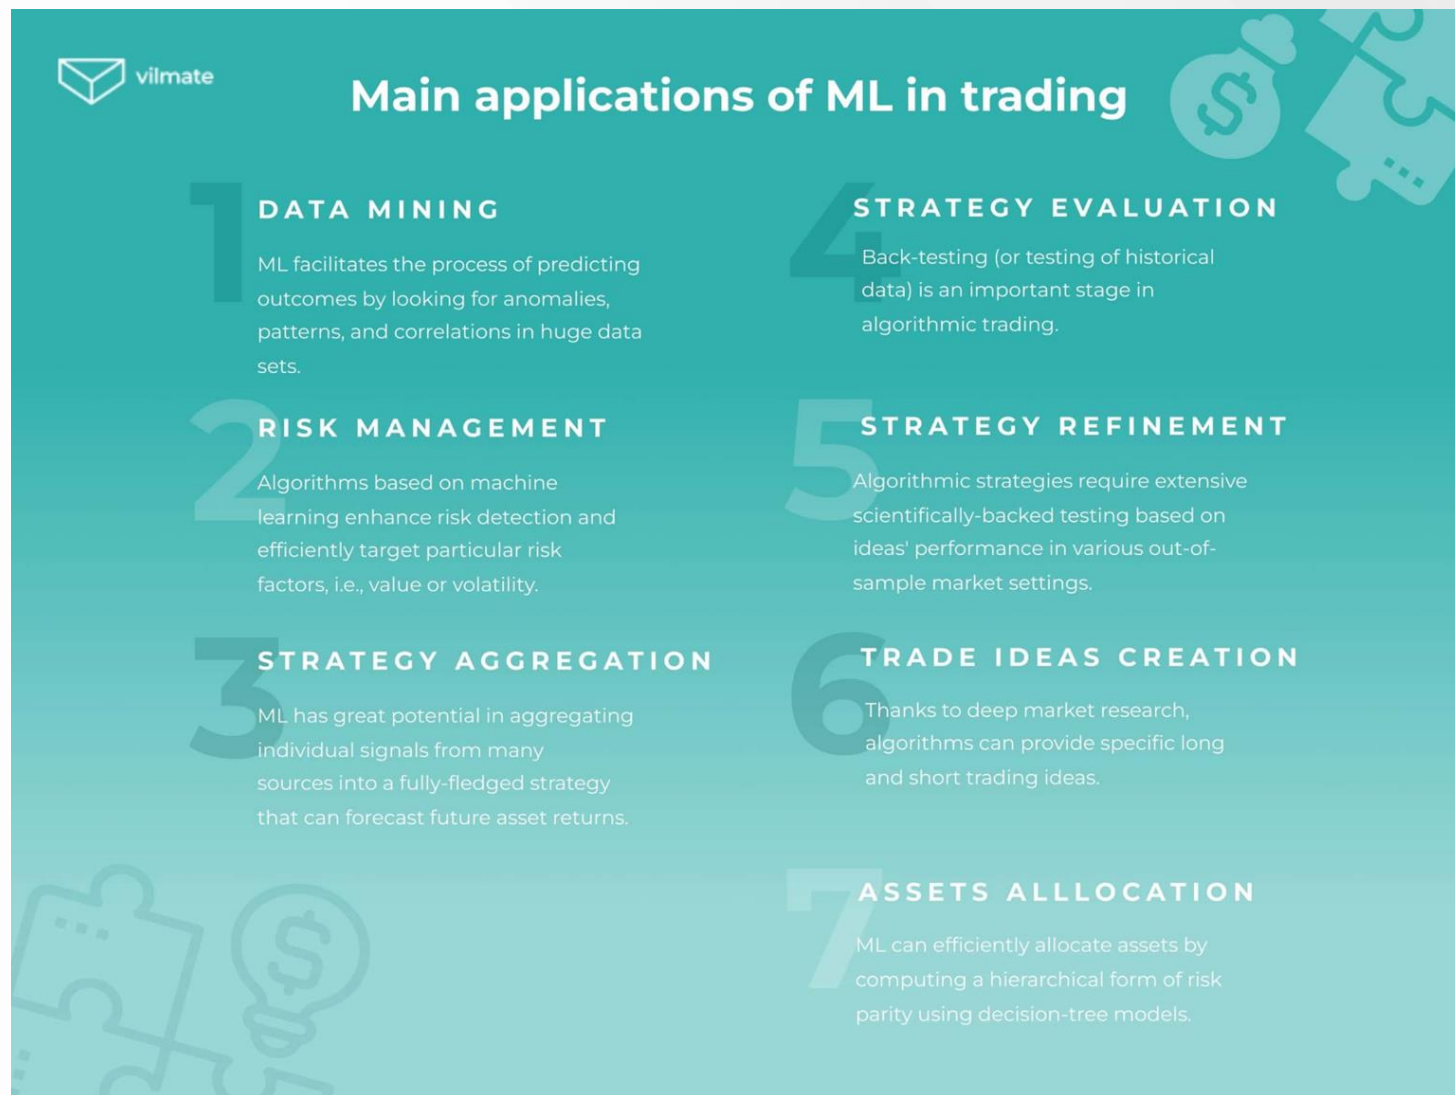 vilmate
Main applications of ML in trading
1
DATA MINING
ML facilitates the process of predicting
outcomes by looking for anomalies,
patterns, and correlations in huge data
sets.
2
RISK MANAGEMENT
Algorithms based on machine
learning enhance risk detection and
efficiently target particular risk
factors, i.e., value or volatility.
3
STRATEGY AGGREGATION
ML has great potential in aggregating
individual signals from many
sources into a fully-fledged strategy
that can forecast future asset returns.
4
STRATEGY EVALUATION
Back-testing (or testing of historical
data) is an important stage in
algorithmic trading.
5
STRATEGY REFINEMENT
Algorithmic strategies require extensive
scientifically-backed testing based on
ideas' performance in various out-of-
sample market settings.
6
TRADE IDEAS CREATION
Thanks to deep market research,
algorithms can provide specific long
and short trading ideas.
7
ASSETS ALLLOCATION
ML can efficiently allocate assets by
computing a hierarchical form of risk
parity using decision-tree models.